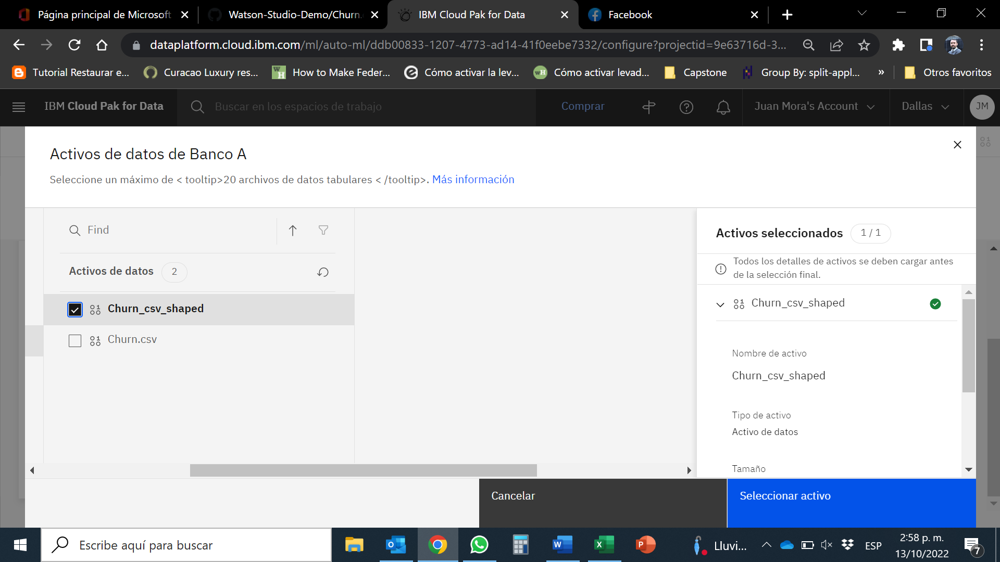 Página principal de Microsoft
Watson-Studio-Demo/Churn.
IBM Cloud Pak for Data
Facebook
dataplatform.cloud.ibm.com/ml/auto-ml/ddb00833-1207-4773-ad14-41f0eebe7332/configure?projectid=9e63716d-3...
Tutorial Restaurar e...
Curacao Luxury res...
How to Make Feder...
Cómo activar la lev...
Cómo activar levad...
Capstone
Group By: split-appl...
»
Otros favoritos
IBM Cloud Pak for Data
Buscar en los espacios de trabajo
Comprar
Juan Mora's Account
Dallas
JM
Activos de datos de Banco A
Seleccione un máximo de < tooltip>20 archivos de datos tabulares < /tooltip>. Más información
Find
Activos de datos 2
Churn_csv_shaped
Churn.csv
Activos seleccionados 1 / 1
Todos los detalles de activos se deben cargar antes
de la selección final.
Churn_csv_shaped
Nombre de activo
Churn_csv_shaped
Tipo de activo
Activo de datos
Tamaño
Cancelar
Seleccionar activo
Escribe aquí para buscar
Lluvi...
ESP
2:58 p. m.
13/10/2022
7